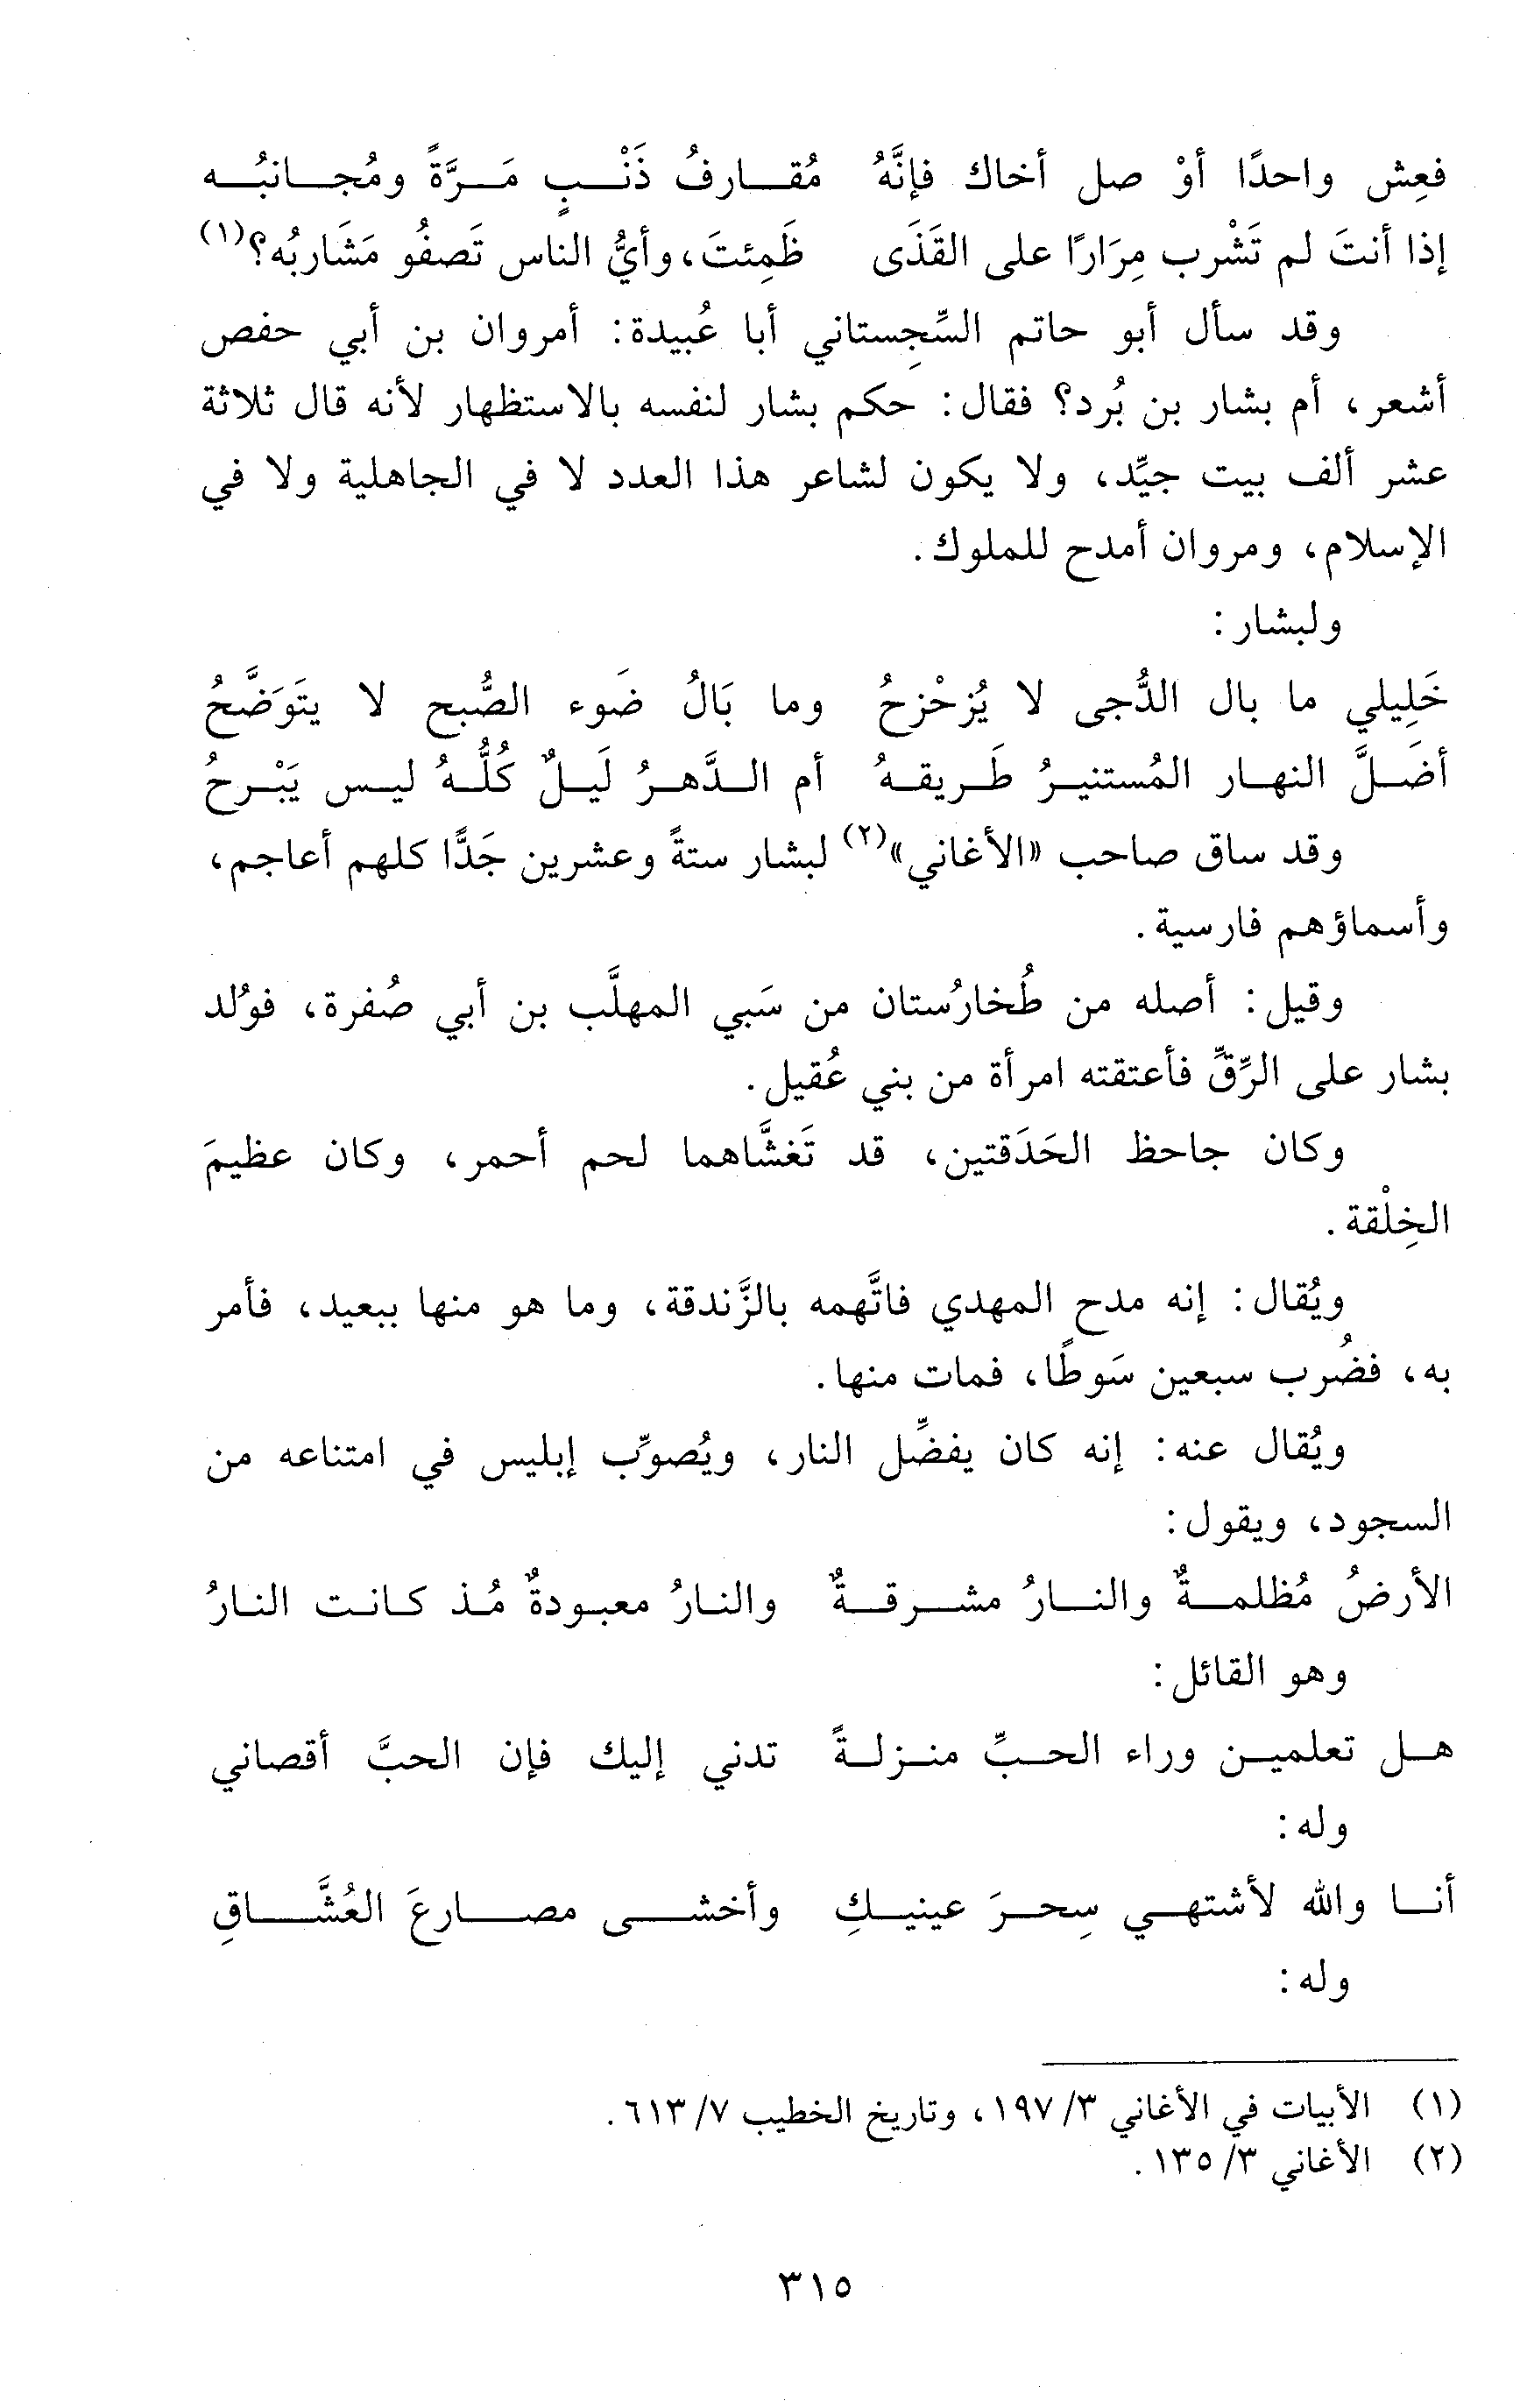 فعِش واحدًا أوْ صل أخاك فإنَّهُ مُقـارفُ ذَنْبٍ مَرَّةً ومُجانبُه
إذا أنتَ لم تَشْرب مِرَارًا على القَذَى ظَمِئتَ، وأيُّ الناس تَصفُو مَشَاربُه؟(١)
وقد سأل أبو حاتم السِّجِستاني أبا عُبيدة: أمروان بن أبي حفص
أشعر، أم بشار بن بُرد؟ فقال: حكم بشار لنفسه بالاستظهار لأنه قال ثلاثة
عشر ألف بيت جيِّد، ولا يكون لشاعر هذا العدد لا في الجاهلية ولا في
الإسلام، ومروان أمدح للملوك.
ولبشار:
خَلِيلي ما بال الدُّجى لا يُزحْزحُ وما بَالُ ضَوء الصُّبح لا يتَوَضَّحُ
أضَلَّ النهار المُستنيرُ طَريقهُ أم الدَّهرُ لَيلٌ كُلُّهُ ليس يَبْرحُ
وقد ساق صاحب «الأغاني»(٢) لبشار ستةً وعشرين جَدًّا كلهم أعاجم،
وأسماؤهم فارسية.
وقيل: أصله من طُخارُستان من سَبي المهلَّب بن أبي صُفرة، فوُلد
بشار على الرِّقِّ فأعتقته امرأة من بني عُقيل.
وكان جاحظ الحَدَقتين، قد تَغشَّاهما لحم أحمر، وكان عظيمَ
الخِلْقة.
ويُقال: إنه مدح المهدي فاتَّهمه بالزَّندقة، وما هو منها ببعيد، فأمر
به، فضُرب سبعين سَوطًا، فمات منها.
ويُقال عنه: إنه كان يفضِّل النار، ويُصوِّب إبليس في امتناعه من
السجود، ويقول:
الأرضُ مُظلمةٌ والنارُ مشرقةٌ والنارُ معبودةٌ مُذ كانت النارُ
وهو القائل:
هل تعلمين وراء الحبِّ منزلةً تدني إليك فإن الحبَّ أقصاني
وله:
أنا والله لأشتهي سِحرَ عينيكِ وأخشى مصارعَ العُشَّاقِ
وله:
(١) الأبيات في الأغاني ٣/ ١٩٧، وتاريخ الخطيب ٧/ ٦١٣.
(٢) الأغاني ٣/ ١٣٥.
٣١٥